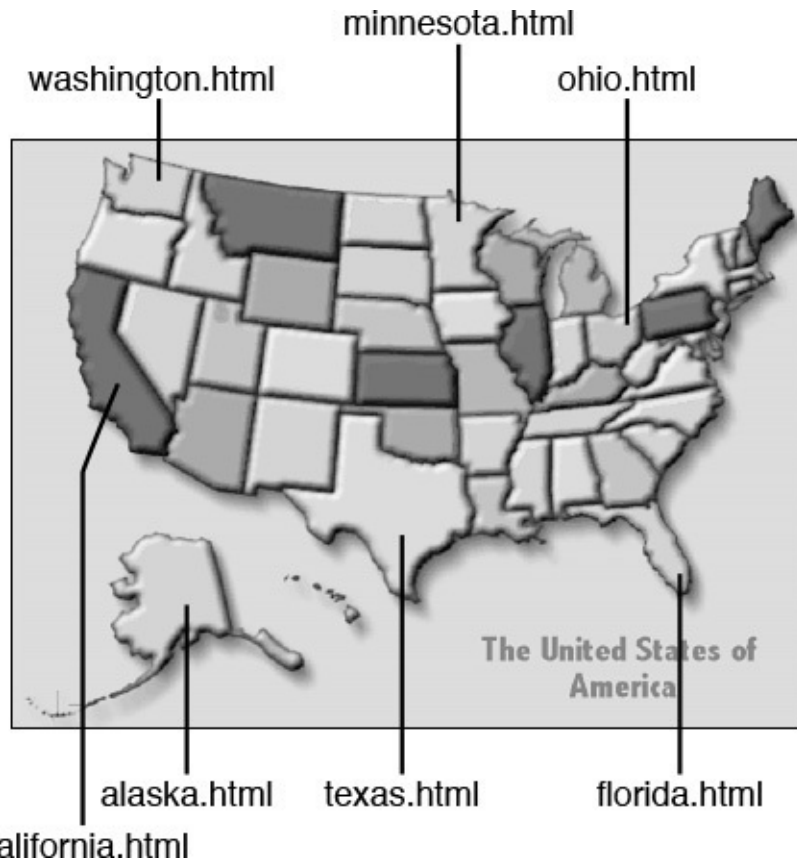 minnesota.html
washington.html
ohio.html
The United States of
America
alaska.html
texas.html
florida.html
alifornia.html